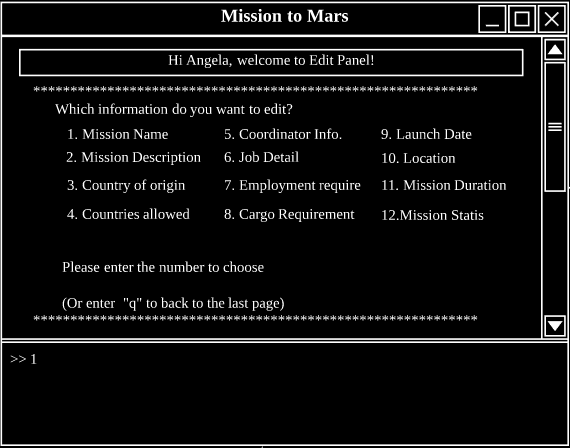 Mission to Mars
Hi Angela, welcome to Edit Panel!
************************************************************
Which information do you want to edit?
1. Mission Name 5. Coordinator Info. 9. Launch Date
2. Mission Description 6. Job Detail 10. Location
3. Country of origin 7. Employment require 11. Mission Duration
4. Countries allowed 8. Cargo Requirement 12.Mission Statis
Please enter the number to choose
(Or enter "q" to back to the last page)
************************************************************
>> 1